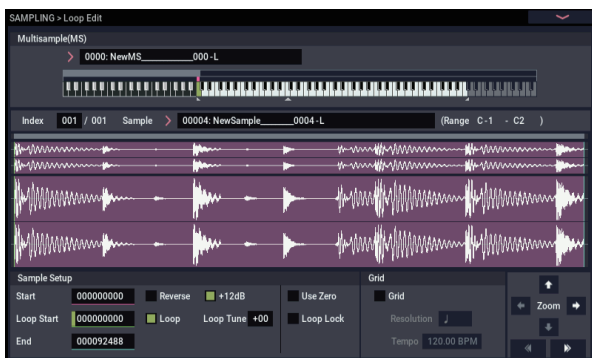 SAMPLING > Loop Edit
Multisample(MS)
0000: NewMS_________000-L
Index 001 / 001 Sample 00004: NewSample______0004-L (Range C-1 - C2 )
Sample Setup Grid
Start 000000000 Reverse +12dB Use Zero Grid
Loop Start 000000000 Loop Loop Tune +00 Loop Lock Resolution Zoom
End 000092488 Tempo 120.00 BPM